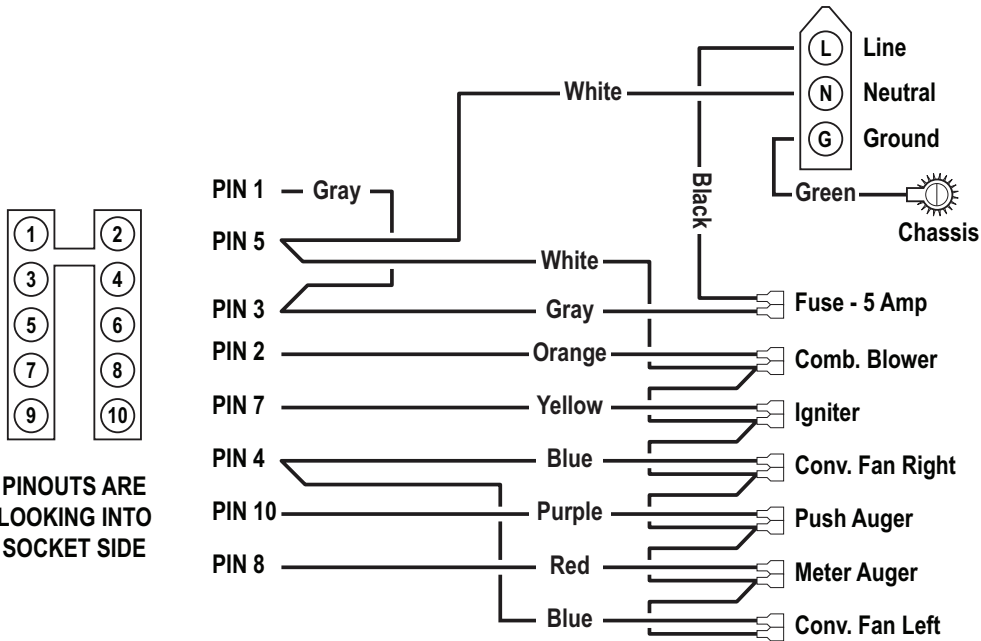 L Line
White N Neutral
G Ground
PIN 1 Gray Black Green
Chassis
1 2 PIN 5
White
3 4 PIN 3 Gray Fuse - 5 Amp
5 6 PIN 2 Orange Comb. Blower
7 8 PIN 7 Yellow Igniter
9 10
PIN 4 Blue Conv. Fan Right
PINOUTS ARE
LOOKING INTO
SOCKET SIDE
PIN 10 Purple Push Auger
PIN 8 Red Meter Auger
Blue Conv. Fan Left